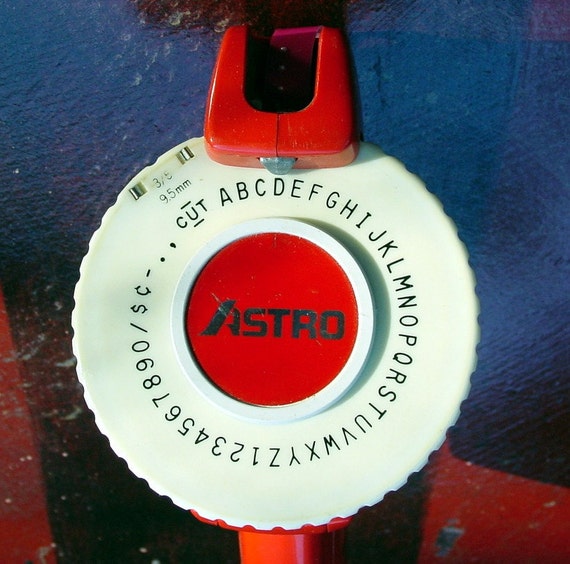 3/8
9.5mm
CUT ABCDEFGHIJKLMNOPQRSTUVWXYZ1234567890/$¢-.,
ASTRO